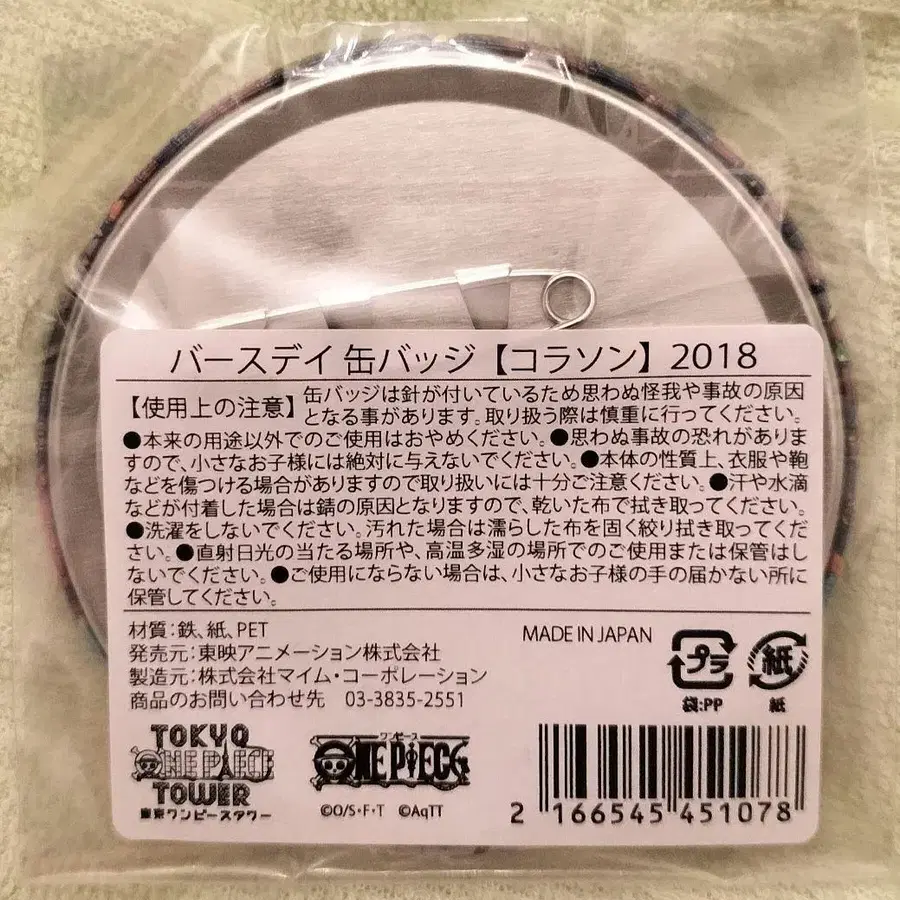 バースデイ 缶バッジ【コラソン】2018
【使用上の注意】缶バッジは針が付いているため思わぬ怪我や事故の原因
となる事があります。取り扱う際は慎重に行ってください。
●本来の用途以外でのご使用はおやめください。●思わぬ事故の恐れがありま
すので、小さなお子様には絶対に与えないでください。●本体の性質上、衣服や鞄
などを傷つける場合がありますので取り扱いには十分ご注意ください。●汗や水滴
などが付着した場合は錆の原因となりますので、乾いた布で拭き取ってください。
●洗濯をしないでください。汚れた場合は濡らした布を固く絞り拭き取ってくだ
さい。●直射日光の当たる場所や、高温多湿の場所でのご使用または保管はし
ないでください。●ご使用にならない場合は、小さなお子様の手の届かない所に
保管してください。
材質：鉄、紙、PET
発売元：東映アニメーション株式会社
製造元：株式会社マイム・コーポレーション
商品のお問い合わせ先 03-3835-2551
MADE IN JAPAN
プラ
袋:PP
紙
紙
TOKYO
ONE PIECE
TOWER
東京ワンピースタワー
ワンピース
ONE PIECE
©O/S・F・T ©AqTT
2 166545 451078